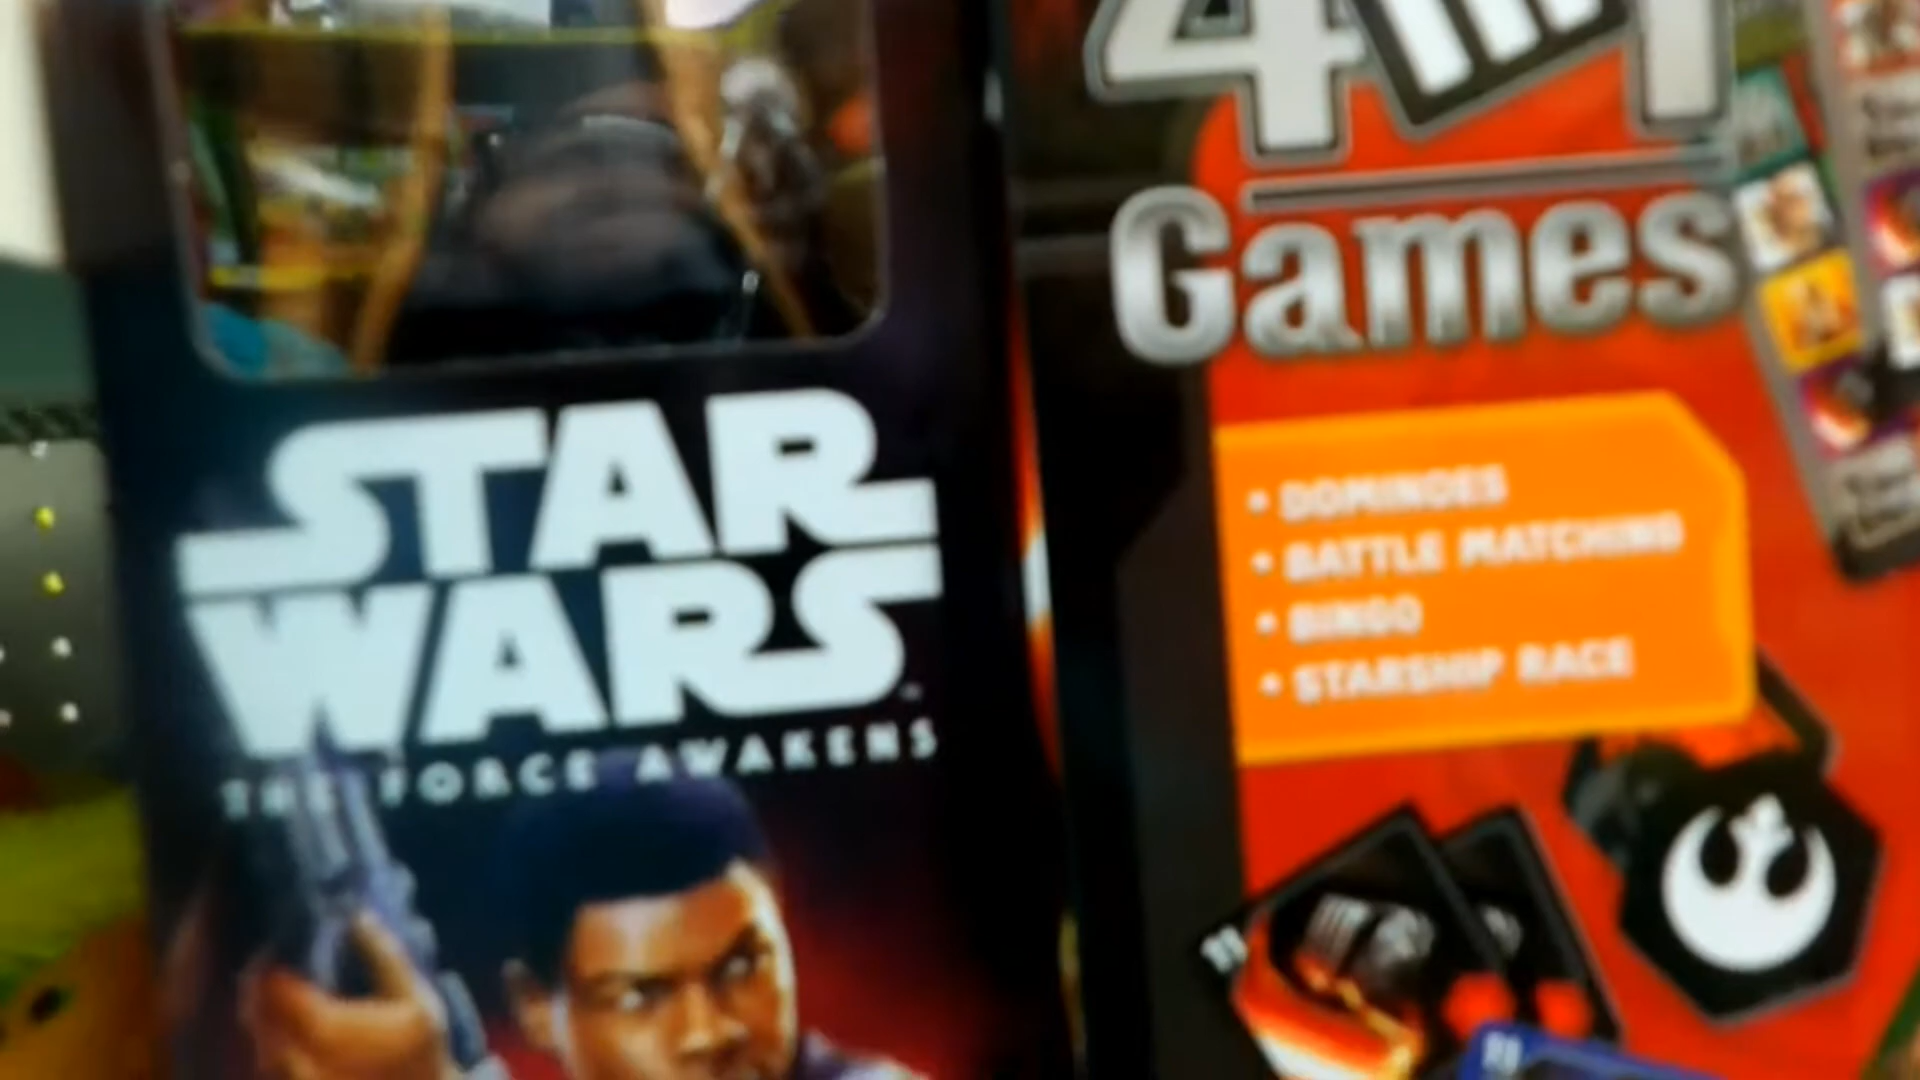 STAR
WARS
THE FORCE AWAKENS
4 in 1
Games
• DOMINOES
• BATTLE MATCHING
• BINGO
• STARSHIP RACE